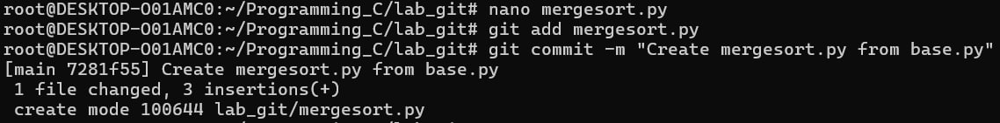 root@DESKTOP-O01AMC0:~/Programming_C/lab_git# nano mergesort.py
root@DESKTOP-O01AMC0:~/Programming_C/lab_git# git add mergesort.py
root@DESKTOP-O01AMC0:~/Programming_C/lab_git# git commit -m "Create mergesort.py from base.py"
[main 7281f55] Create mergesort.py from base.py
 1 file changed, 3 insertions(+)
 create mode 100644 lab_git/mergesort.py